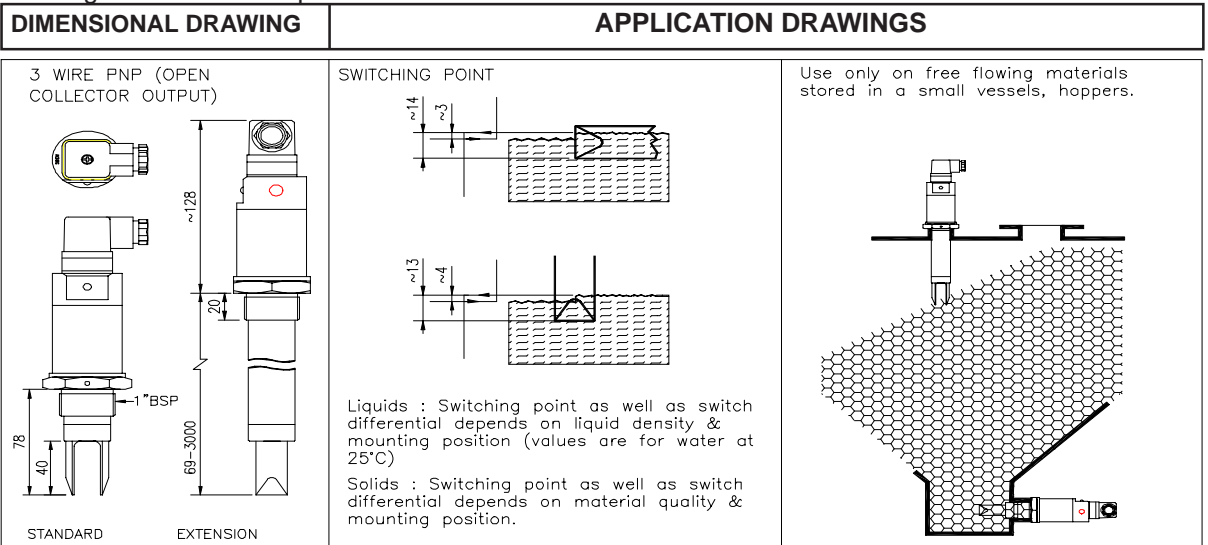 DIMENSIONAL DRAWING
APPLICATION DRAWINGS
3 WIRE PNP (OPEN
COLLECTOR OUTPUT)
~128
20
69-3000
1"BSP
78
40
STANDARD
EXTENSION
SWITCHING POINT
~14
~3
~13
~4
Liquids : Switching point as well as switch
differential depends on liquid density &
mounting position (values are for water at
25°C)
Solids : Switching point as well as switch
differential depends on material quality &
mounting position.
Use only on free flowing materials
stored in a small vessels, hoppers.